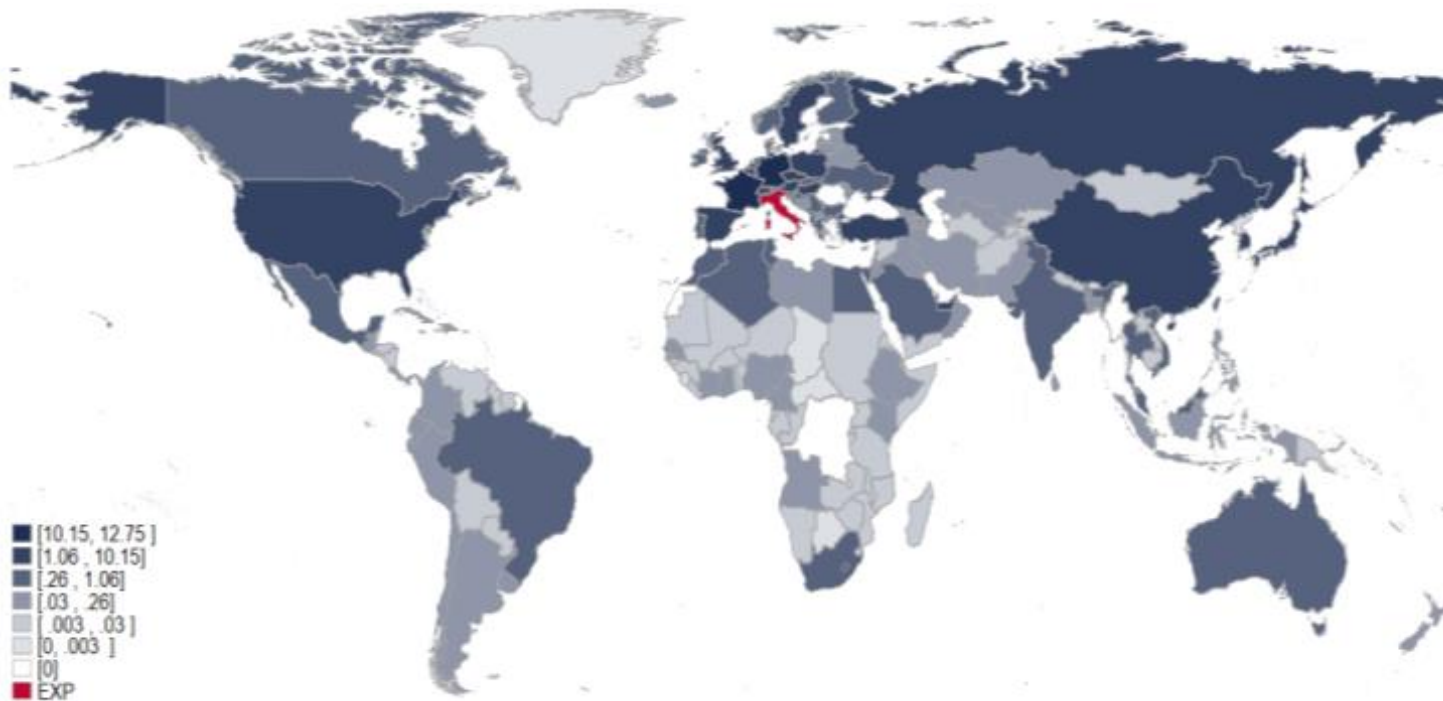 [10.15, 12.75 ]
[1.06 , 10.15]
[.26 , 1.06]
[.03 , .26]
[ .003 , .03 ]
[0, .003 ]
[0]
EXP